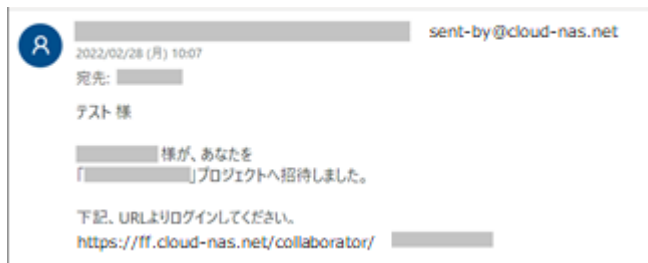 sent-by@cloud-nas.net
2022/02/28 (月) 10:07
宛先:
テスト 様
様が、あなたを
「」プロジェクトへ招待しました。
下記、URLよりログインしてください。
https://ff.cloud-nas.net/collaborator/